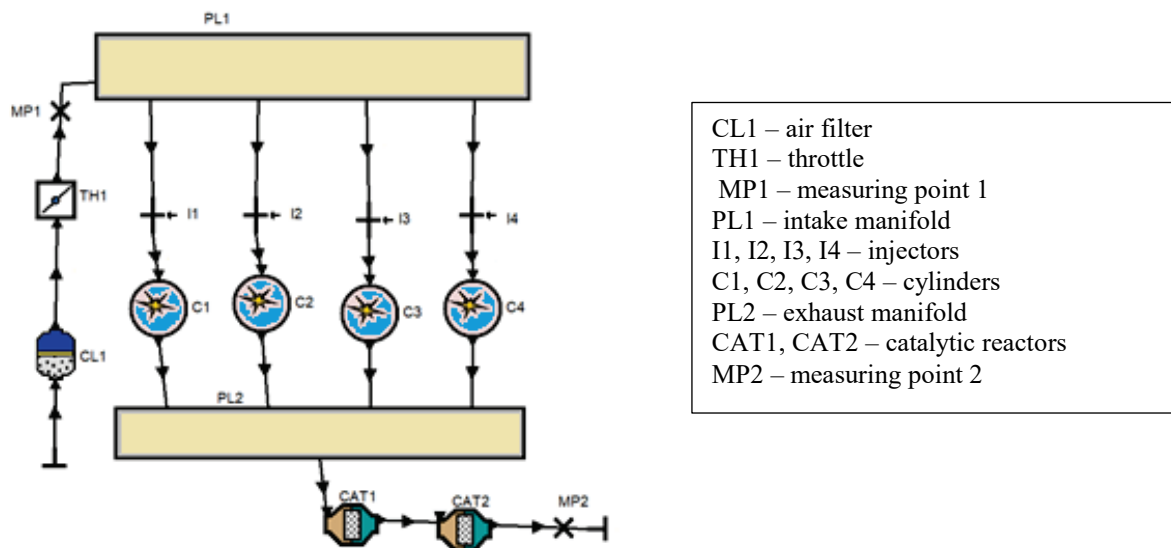 PL1
MP1
TH1
I1
I2
I3
I4
C1
C2
C3
C4
CL1
PL2
CAT1
CAT2
MP2
CL1 – air filter
TH1 – throttle
MP1 – measuring point 1
PL1 – intake manifold
I1, I2, I3, I4 – injectors
C1, C2, C3, C4 – cylinders
PL2 – exhaust manifold
CAT1, CAT2 – catalytic reactors
MP2 – measuring point 2